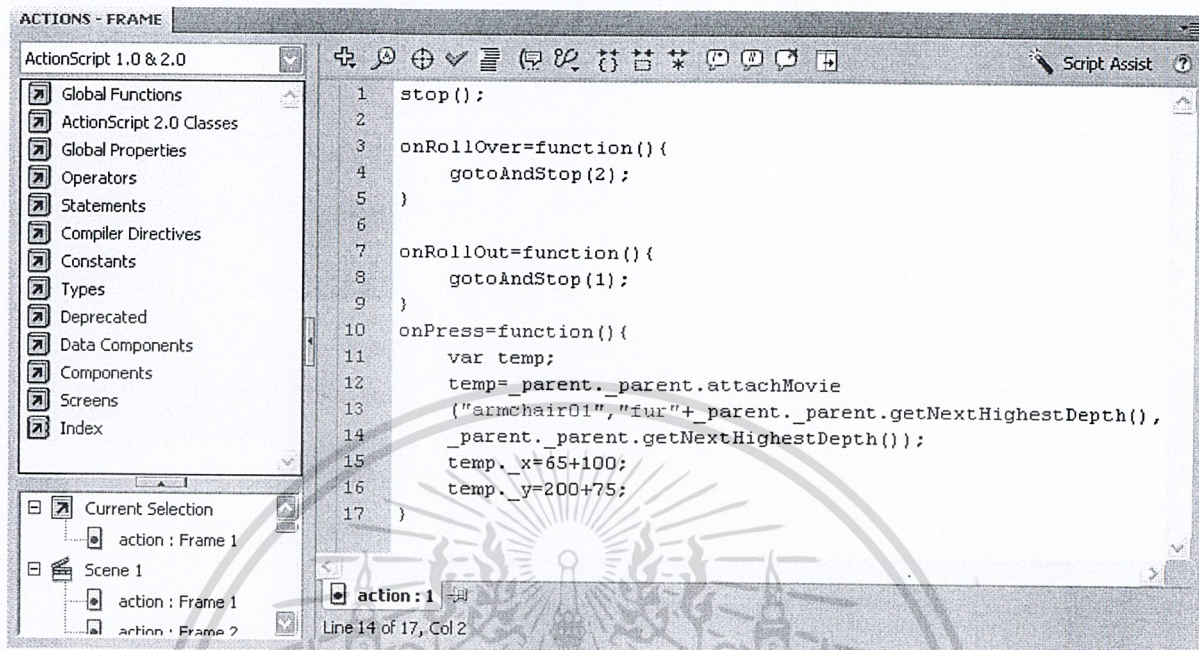 ACTIONS - FRAME
ActionScript 1.0 & 2.0
Script Assist
Global Functions
ActionScript 2.0 Classes
Global Properties
Operators
Statements
Compiler Directives
Constants
Types
Deprecated
Data Components
Components
Screens
Index
Current Selection
action : Frame 1
Scene 1
action : Frame 1
action : Frame 2
1 stop();
2
3 onRollOver=function(){
4 gotoAndStop(2);
5 }
6
7 onRollOut=function(){
8 gotoAndStop(1);
9 }
10 onPress=function(){
11 var temp;
12 temp=_parent._parent.attachMovie
13 ("armchair01","fur"+_parent._parent.getNextHighestDepth(),
14 _parent._parent.getNextHighestDepth());
15 temp._x=65+100;
16 temp._y=200+75;
17 }
action : 1
Line 14 of 17, Col 2